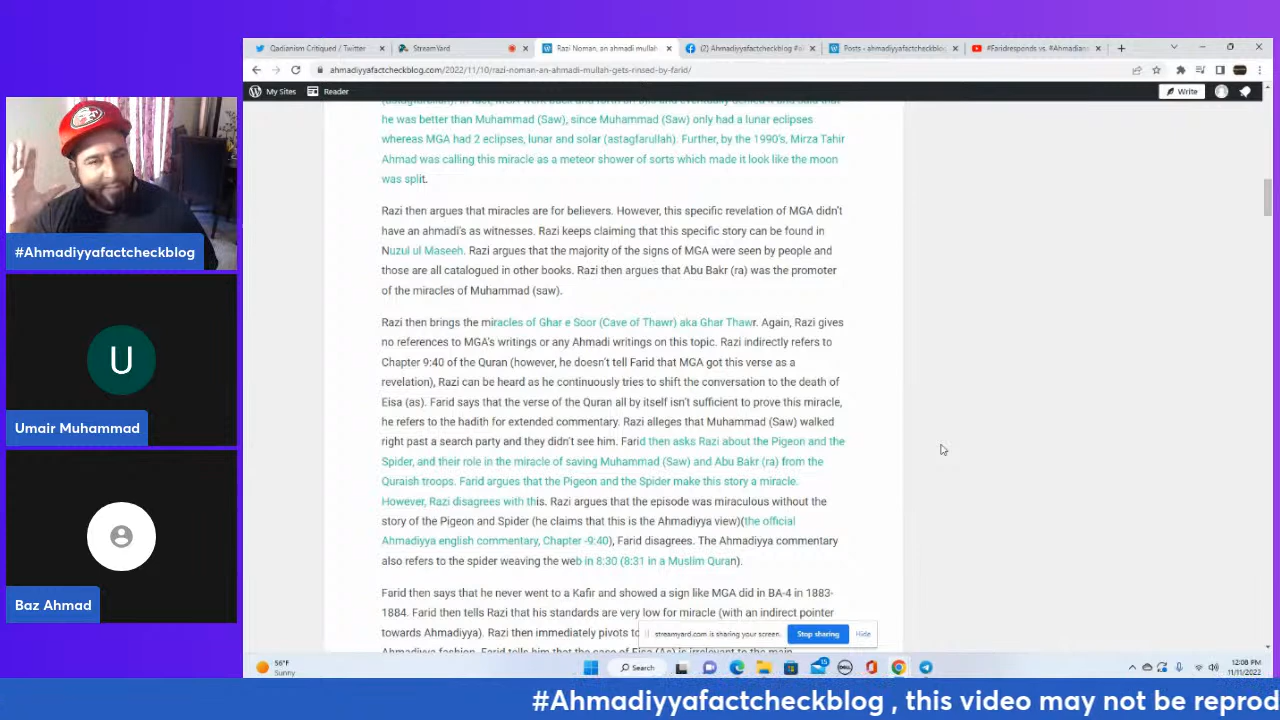 Qadianism Critiqued / Twitter
StreamYard
Razi Noman, an ahmadi mullah
(2) Ahmadiyyafactcheckblog
Posts - ahmadiyyafactcheckblog
#Faridresponds vs. #Ahmadian
ahmadiyyafactcheckblog.com/2022/11/10/razi-noman-an-ahmadi-mullah-gets-rinsed-by-farid/
My Sites
Reader
Write
he was better than Muhammad (Saw), since Muhammad (Saw) only had a lunar eclipses
whereas MGA had 2 eclipses, lunar and solar (astagfarullah). Further, by the 1990's, Mirza Tahir
Ahmad was calling this miracle as a meteor shower of sorts which made it look like the moon
was split.
Razi then argues that miracles are for believers. However, this specific revelation of MGA didn't
have an ahmadi's as witnesses. Razi keeps claiming that this specific story can be found in
Nuzul ul Maseeh. Razi argues that the majority of the signs of MGA were seen by people and
those are all catalogued in other books. Razi then argues that Abu Bakr (ra) was the promoter
of the miracles of Muhammad (saw).
Razi then brings the miracles of Ghar e Soor (Cave of Thawr) aka Ghar Thawr. Again, Razi gives
no references to MGA's writings or any Ahmadi writings on this topic. Razi indirectly refers to
Chapter 9:40 of the Quran (however, he doesn't tell Farid that MGA got this verse as a
revelation), Razi can be heard as he continuously tries to shift the conversation to the death of
Eisa (as). Farid says that the verse of the Quran all by itself isn't sufficient to prove this miracle,
he refers to the hadith for extended commentary. Razi alleges that Muhammad (Saw) walked
right past a search party and they didn't see him. Farid then asks Razi about the Pigeon and the
Spider, and their role in the miracle of saving Muhammad (Saw) and Abu Bakr (ra) from the
Quraish troops. Farid argues that the Pigeon and the Spider make this story a miracle.
However, Razi disagrees with this. Razi argues that the episode was miraculous without the
story of the Pigeon and Spider (he claims that this is the Ahmadiyya view)(the official
Ahmadiyya english commentary, Chapter -9:40), Farid disagrees. The Ahmadiyya commentary
also refers to the spider weaving the web in 8:30 (8:31 in a Muslim Quran).
Farid then says that he never went to a Kafir and showed a sign like MGA did in BA-4 in 1883-
1884. Farid then tells Razi that his standards are very low for miracle (with an indirect pointer
towards Ahmadiyya). Razi then immediately pivots to
streamyard.com is sharing your screen.
Stop sharing
Hide
#Ahmadiyyafactcheckblog
U
Umair Muhammad
Baz Ahmad
56°F
Sunny
Search
15
DELL
12:08 PM
11/11/2022
#Ahmadiyyafactcheckblog , this video may not be reprod